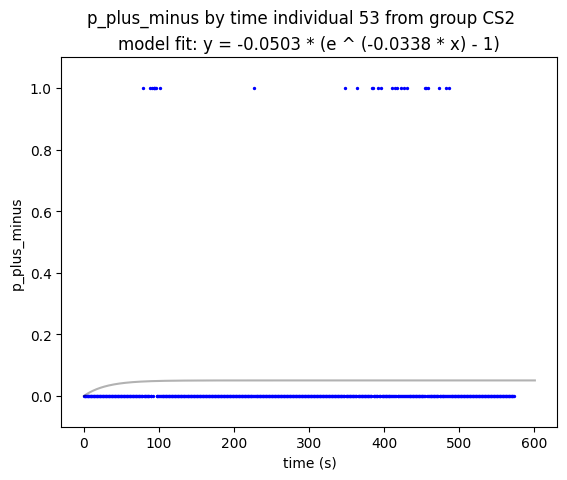 p_plus_minus by time individual 53 from group CS2
model fit: y = -0.0503 * (e ^ (-0.0338 * x) - 1)
1.0
0.8
0.6
0.4
0.2
0.0
p_plus_minus
0 100 200 300 400 500 600
time (s)